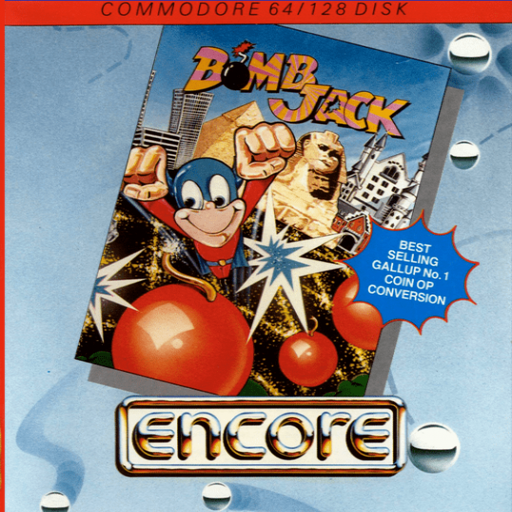 COMMODORE 64/128 DISK
BOMB
JACK
BEST
SELLING
GALLUP No.1
COIN OP
CONVERSION
ENCORE